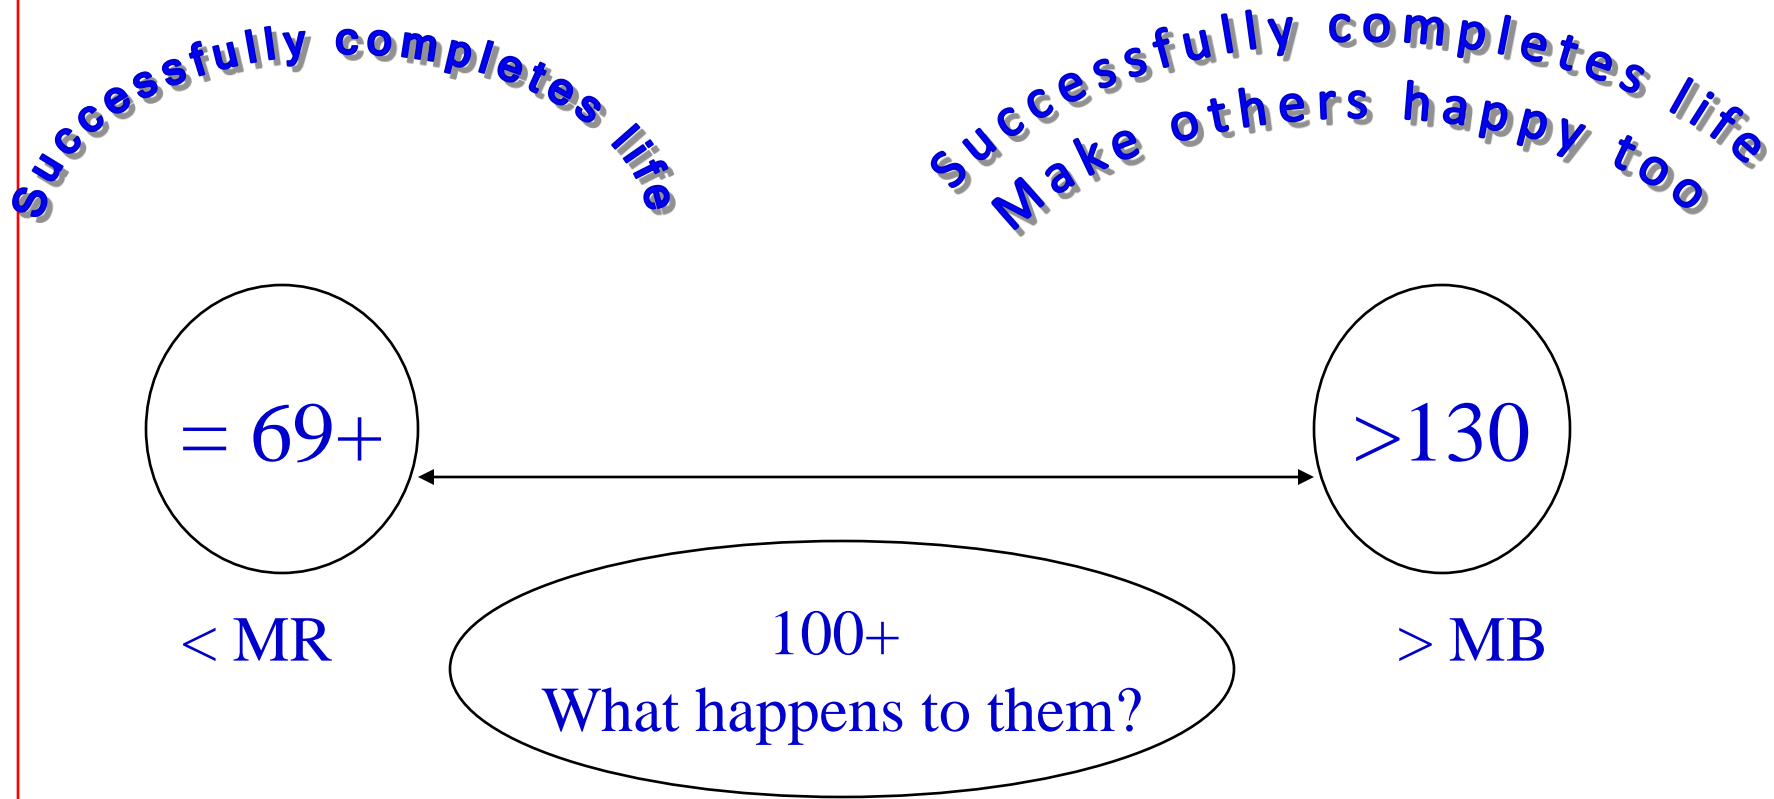 Successfully completes life
Successfully completes life
Make others happy too
= 69+
>130
< MR
> MB
100+
What happens to them?